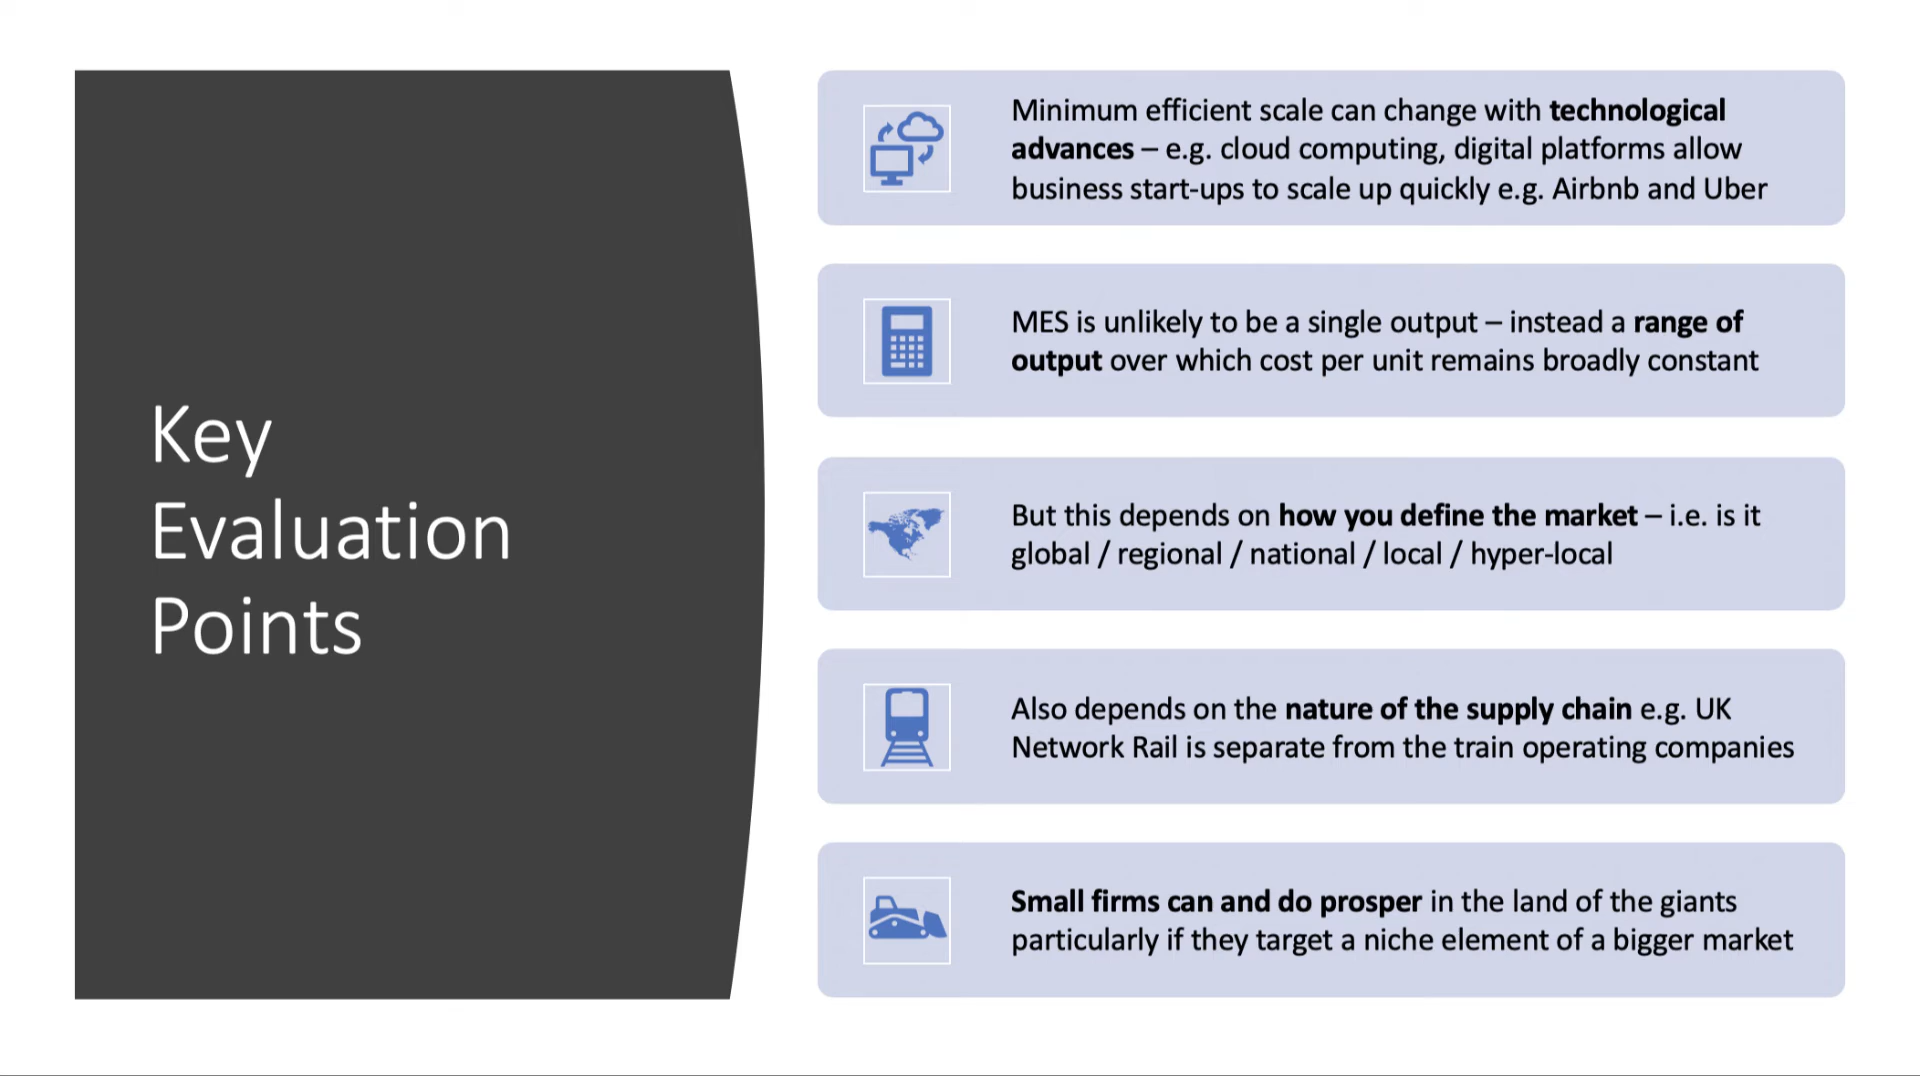 Key
Evaluation
Points
Minimum efficient scale can change with technological
advances – e.g. cloud computing, digital platforms allow
business start-ups to scale up quickly e.g. Airbnb and Uber
MES is unlikely to be a single output – instead a range of
output over which cost per unit remains broadly constant
But this depends on how you define the market – i.e. is it
global / regional / national / local / hyper-local
Also depends on the nature of the supply chain e.g. UK
Network Rail is separate from the train operating companies
Small firms can and do prosper in the land of the giants
particularly if they target a niche element of a bigger market